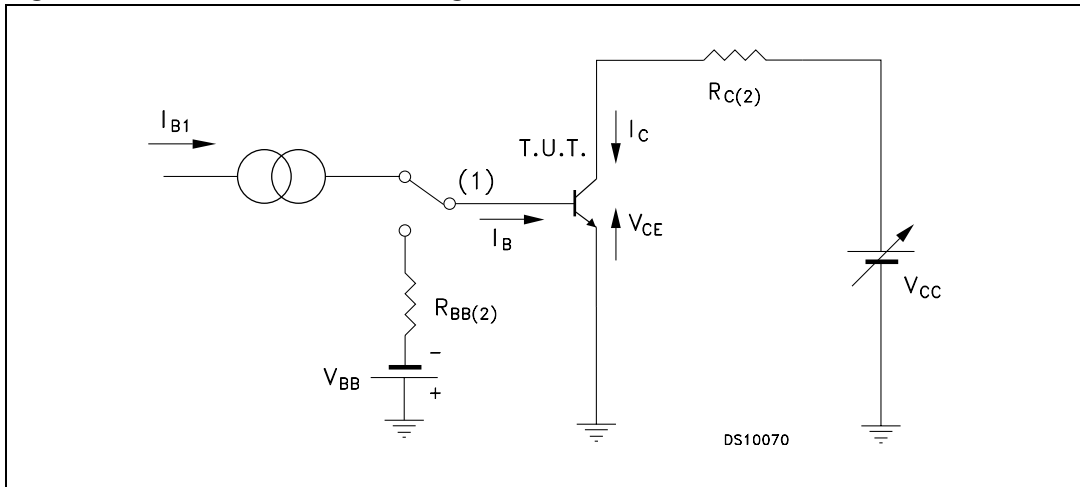 I_B1
R_C(2)
I_C
T.U.T.
(1)
I_B
V_CE
R_BB(2)
V_CC
V_BB
−
+
DS10070